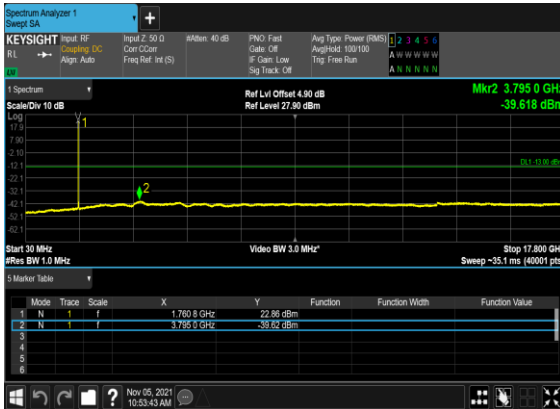 Spectrum Analyzer 1
Swept SA
+
KEYSIGHT Input: RF Input Z: 50 Ω #Atten: 40 dB PNO: Fast Avg Type: Power (RMS) 1 2 3 4 5 6
RL Coupling: DC Corr CCorr Gate: Off Avg|Hold: 100/100 A W W W W W
Align: Auto Freq Ref: Int (S) IF Gain: Low Trig: Free Run
Sig Track: Off A N N N N N
1 Spectrum
Ref Lvl Offset 4.90 dB Mkr2 3.795 0 GHz
Scale/Div 10 dB Ref Level 27.90 dBm -39.618 dBm
Log
17.9
7.90
-2.10
-12.1 DL1 -13.00 dBm
-22.1
-32.1
-42.1
-52.1
-62.1
1
2
Start 30 MHz Video BW 3.0 MHz* Stop 17.800 GHz
#Res BW 1.0 MHz Sweep ~35.1 ms (40001 pts)
5 Marker Table
Mode Trace Scale X Y Function Function Width Function Value
1 N 1 f 1.760 8 GHz 22.86 dBm
2 N 1 f 3.795 0 GHz -39.62 dBm
3
4
5
6
? Nov 05, 2021
10:53:43 AM